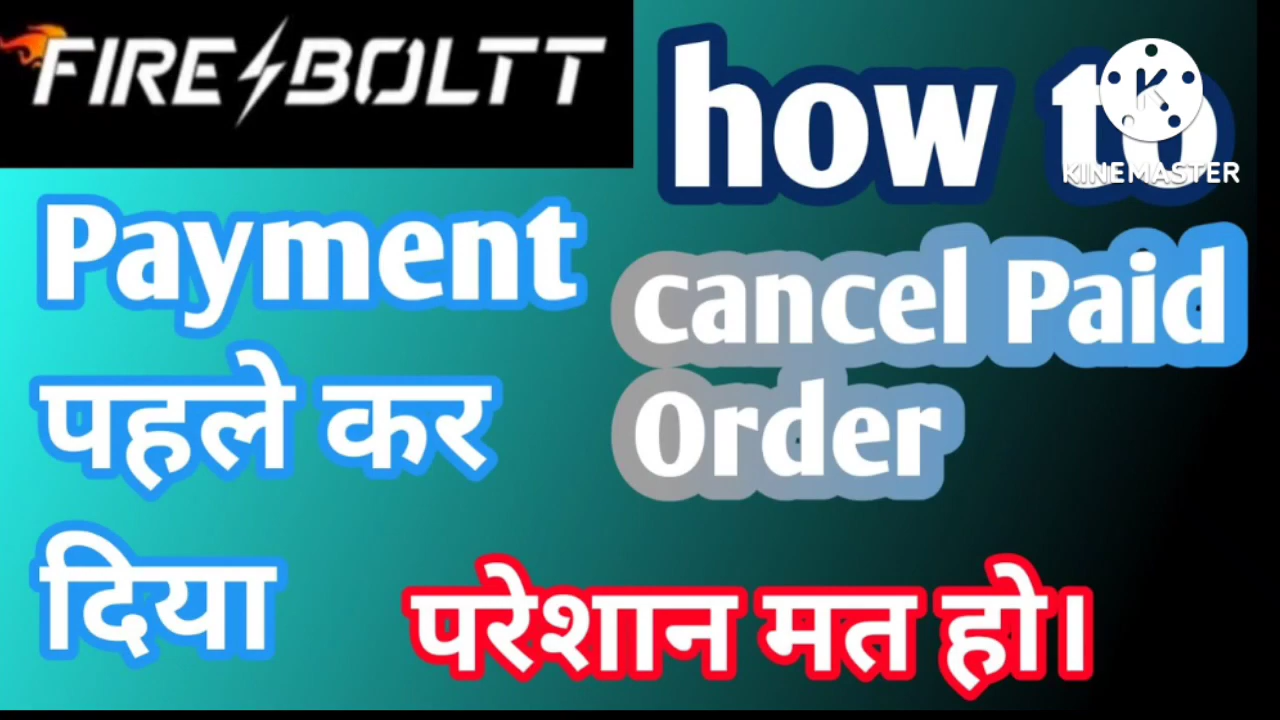 FIRE BOLTT
how to
KINEMASTER
Payment
पहले कर
दिया
cancel Paid
Order
परेशान मत हो।